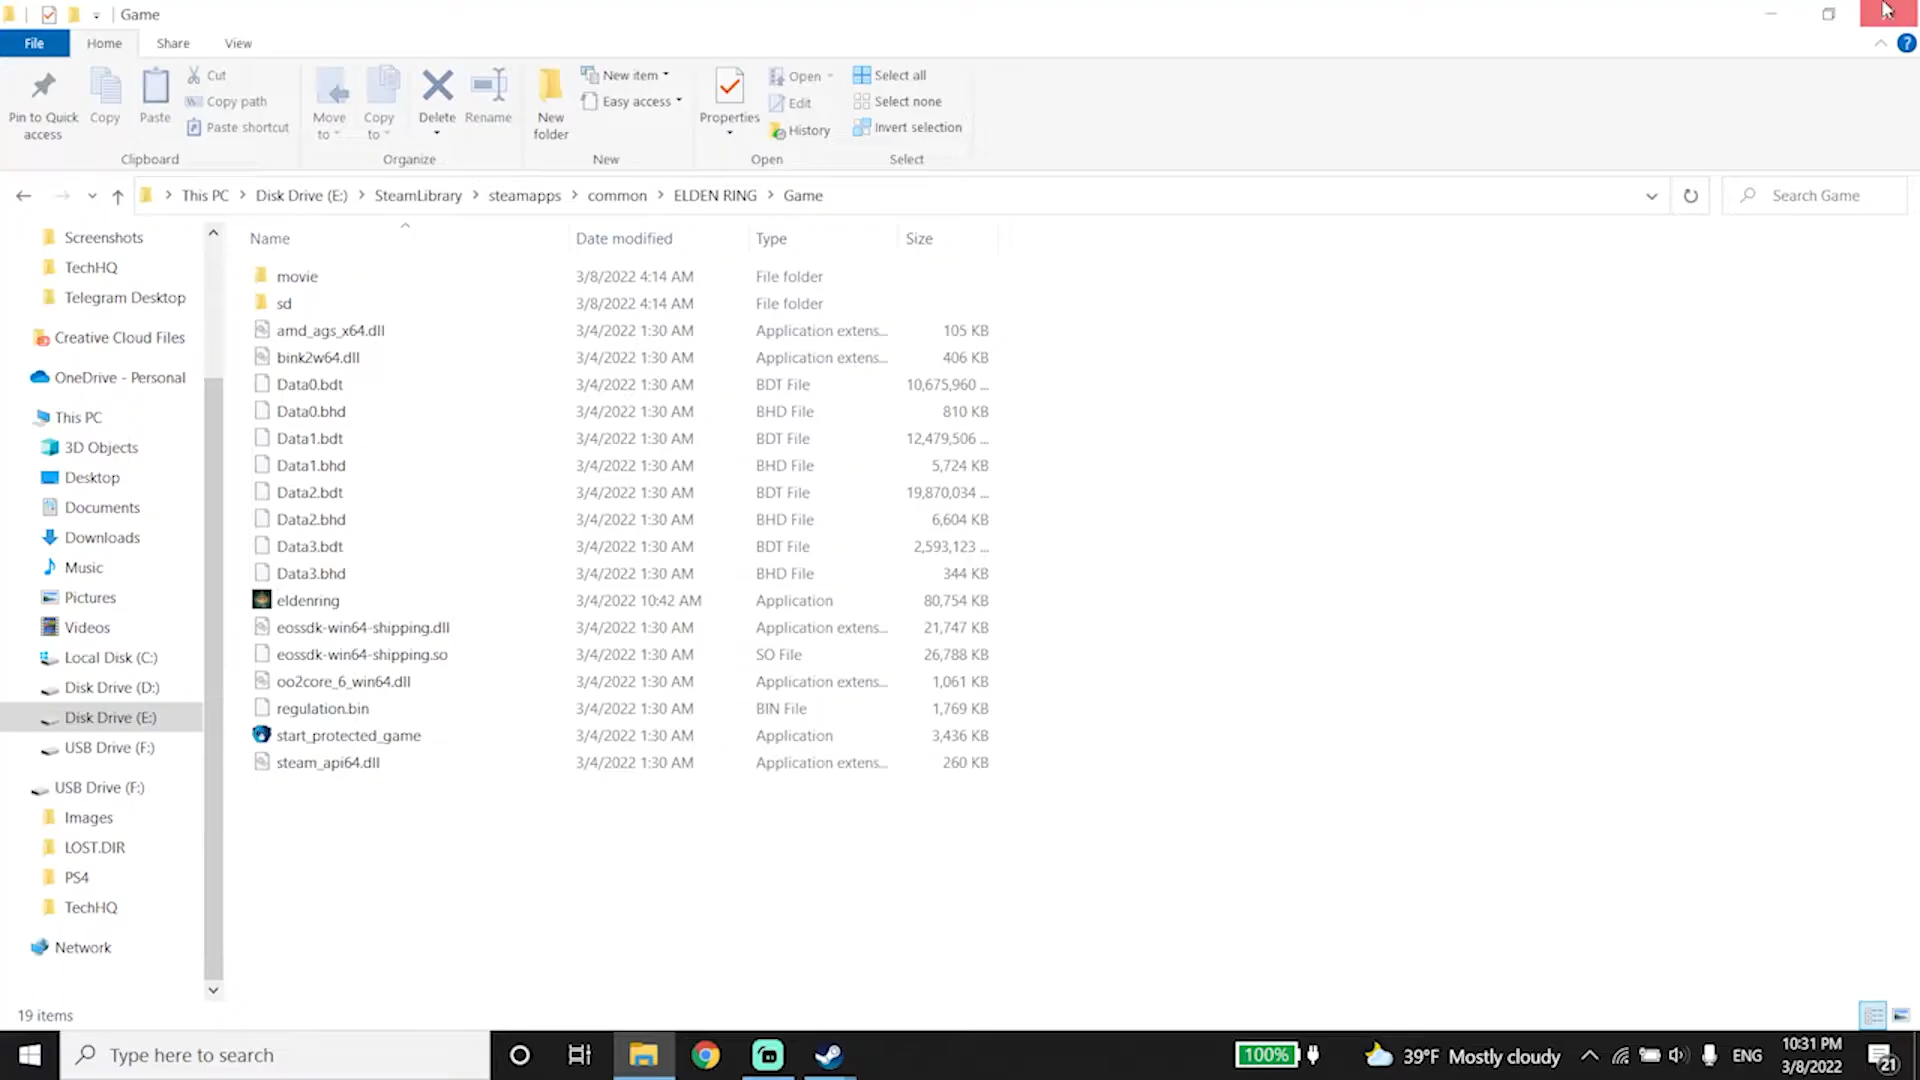 Game
File Home Share View
Pin to Quick access
Copy
Paste
Cut
Copy path
Paste shortcut
Clipboard
Move to
Copy to
Delete
Rename
Organize
New folder
New item
Easy access
New
Properties
Open
Edit
History
Open
Select all
Select none
Invert selection
Select
This PC > Disk Drive (E:) > SteamLibrary > steamapps > common > ELDEN RING > Game
Search Game
Screenshots
TechHQ
Telegram Desktop
Creative Cloud Files
OneDrive - Personal
This PC
3D Objects
Desktop
Documents
Downloads
Music
Pictures
Videos
Local Disk (C:)
Disk Drive (D:)
Disk Drive (E:)
USB Drive (F:)
USB Drive (F:)
Images
LOST.DIR
PS4
TechHQ
Network
Name Date modified Type Size
movie 3/8/2022 4:14 AM File folder
sd 3/8/2022 4:14 AM File folder
amd_ags_x64.dll 3/4/2022 1:30 AM Application extens... 105 KB
bink2w64.dll 3/4/2022 1:30 AM Application extens... 406 KB
Data0.bdt 3/4/2022 1:30 AM BDT File 10,675,960 ...
Data0.bhd 3/4/2022 1:30 AM BHD File 810 KB
Data1.bdt 3/4/2022 1:30 AM BDT File 12,479,506 ...
Data1.bhd 3/4/2022 1:30 AM BHD File 5,724 KB
Data2.bdt 3/4/2022 1:30 AM BDT File 19,870,034 ...
Data2.bhd 3/4/2022 1:30 AM BHD File 6,604 KB
Data3.bdt 3/4/2022 1:30 AM BDT File 2,593,123 ...
Data3.bhd 3/4/2022 1:30 AM BHD File 344 KB
eldenring 3/4/2022 10:42 AM Application 80,754 KB
eossdk-win64-shipping.dll 3/4/2022 1:30 AM Application extens... 21,747 KB
eossdk-win64-shipping.so 3/4/2022 1:30 AM SO File 26,788 KB
oo2core_6_win64.dll 3/4/2022 1:30 AM Application extens... 1,061 KB
regulation.bin 3/4/2022 1:30 AM BIN File 1,769 KB
start_protected_game 3/4/2022 1:30 AM Application 3,436 KB
steam_api64.dll 3/4/2022 1:30 AM Application extens... 260 KB
19 items
Type here to search
100%
39°F Mostly cloudy
ENG
10:31 PM
3/8/2022
21